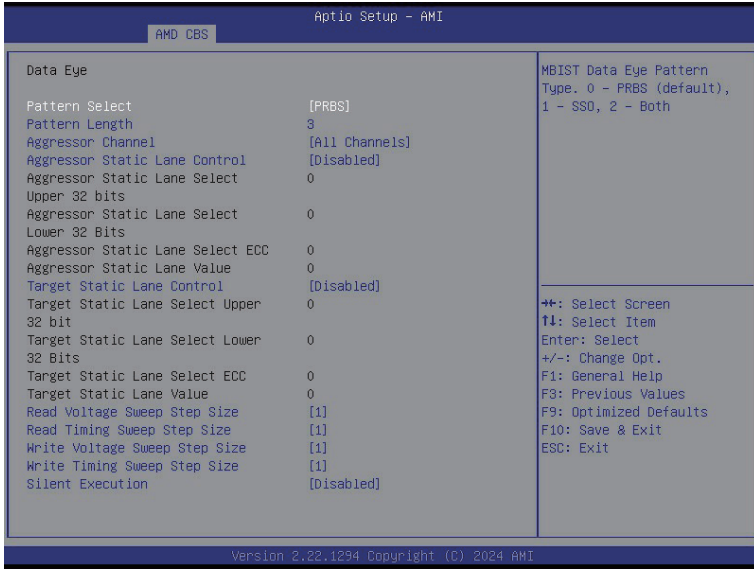 Aptio Setup - AMI
AMD CBS
Data Eye
Pattern Select [PRBS]
Pattern Length 3
Aggressor Channel [All Channels]
Aggressor Static Lane Control [Disabled]
Aggressor Static Lane Select 0
Upper 32 bits
Aggressor Static Lane Select 0
Lower 32 Bits
Aggressor Static Lane Select ECC 0
Aggressor Static Lane Value 0
Target Static Lane Control [Disabled]
Target Static Lane Select Upper 0
32 bit
Target Static Lane Select Lower 0
32 Bits
Target Static Lane Select ECC 0
Target Static Lane Value 0
Read Voltage Sweep Step Size [1]
Read Timing Sweep Step Size [1]
Write Voltage Sweep Step Size [1]
Write Timing Sweep Step Size [1]
Silent Execution [Disabled]
MBIST Data Eye Pattern
Type. 0 - PRBS (default),
1 - SSO, 2 - Both
→←: Select Screen
↑↓: Select Item
Enter: Select
+/-: Change Opt.
F1: General Help
F3: Previous Values
F9: Optimized Defaults
F10: Save & Exit
ESC: Exit
Version 2.22.1294 Copyright (C) 2024 AMI